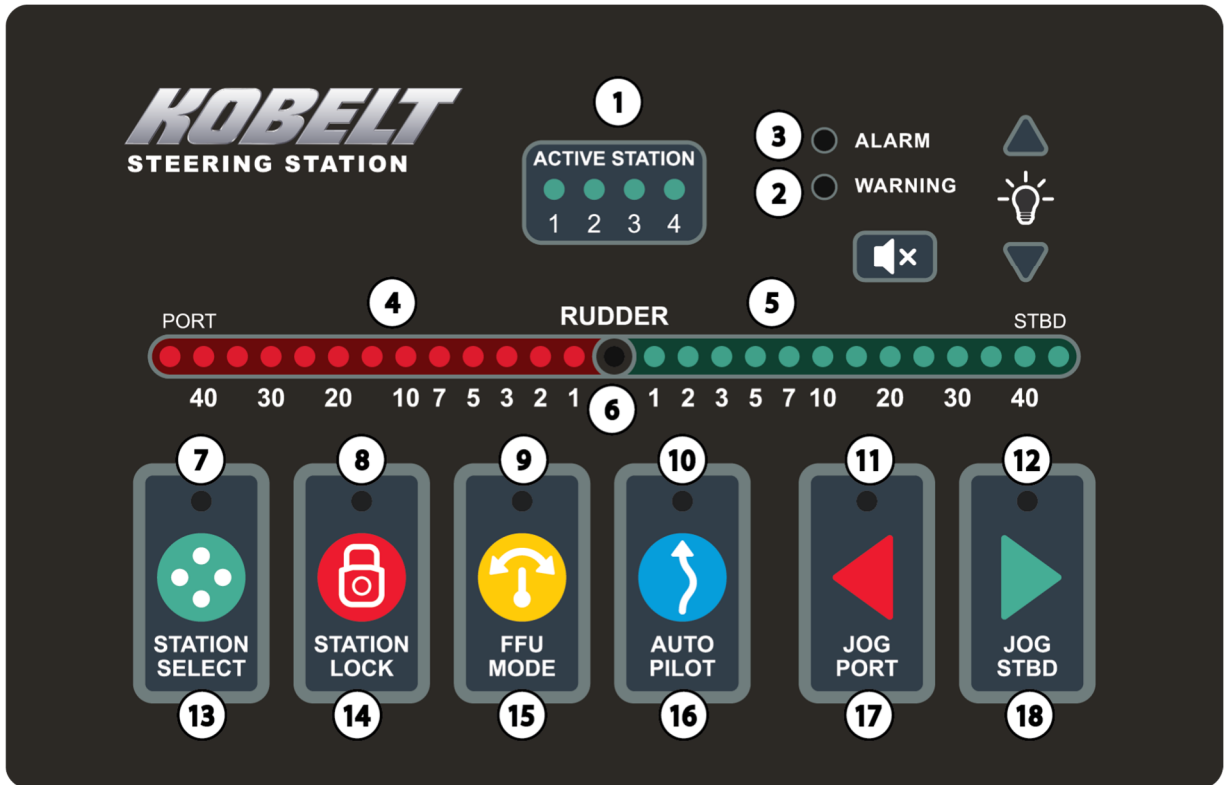 KOBELT
STEERING STATION
1
ACTIVE STATION
1 2 3 4
3 ALARM
2 WARNING
4 RUDDER 5
PORT STBD
40 30 20 10 7 5 3 2 1 6 1 2 3 5 7 10 20 30 40
7 8 9 10 11 12
STATION
SELECT
STATION
LOCK
FFU
MODE
AUTO
PILOT
JOG
PORT
JOG
STBD
13 14 15 16 17 18